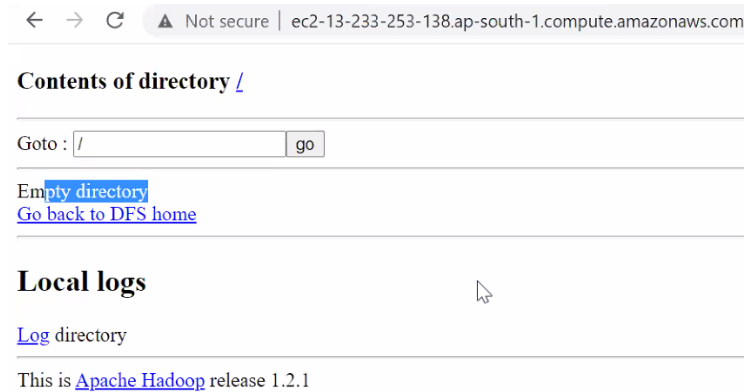 Not secure | ec2-13-233-253-138.ap-south-1.compute.amazonaws.com
Contents of directory /
Goto : / go
Empty directory
Go back to DFS home
Local logs
Log directory
This is Apache Hadoop release 1.2.1